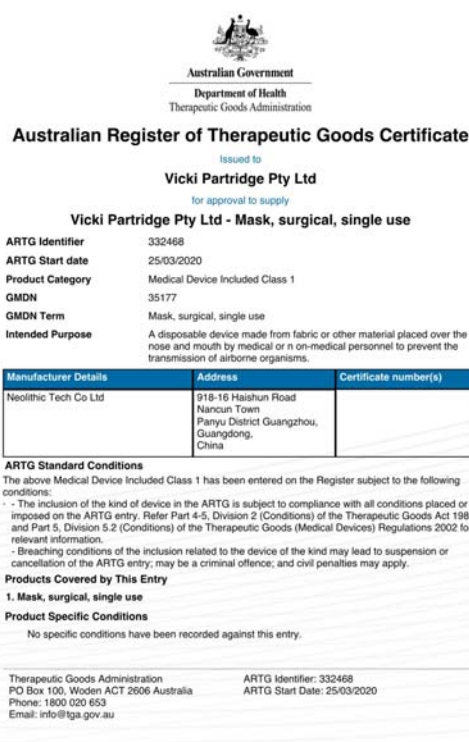 Australian Government
Department of Health
Therapeutic Goods Administration
Australian Register of Therapeutic Goods Certificate
Issued to
Vicki Partridge Pty Ltd
for approval to supply
Vicki Partridge Pty Ltd - Mask, surgical, single use
ARTG Identifier 332468
ARTG Start date 25/03/2020
Product Category Medical Device Included Class 1
GMDN 35177
GMDN Term Mask, surgical, single use
Intended Purpose A disposable device made from fabric or other material placed over the
nose and mouth by medical or n on-medical personnel to prevent the
transmission of airborne organisms.
Manufacturer Details Address Certificate number(s)
Neolithic Tech Co Ltd 918-16 Haishun Road
Nancun Town
Panyu District Guangzhou,
Guangdong,
China
ARTG Standard Conditions
The above Medical Device Included Class 1 has been entered on the Register subject to the following
conditions:
- - The inclusion of the kind of device in the ARTG is subject to compliance with all conditions placed or
imposed on the ARTG entry. Refer Part 4-5, Division 2 (Conditions) of the Therapeutic Goods Act 198
and Part 5, Division 5.2 (Conditions) of the Therapeutic Goods (Medical Devices) Regulations 2002 fo
relevant information.
- Breaching conditions of the inclusion related to the device of the kind may lead to suspension or
cancellation of the ARTG entry; may be a criminal offence; and civil penalties may apply.
Products Covered by This Entry
1. Mask, surgical, single use
Product Specific Conditions
No specific conditions have been recorded against this entry.
Therapeutic Goods Administration ARTG Identifier: 332468
PO Box 100, Woden ACT 2606 Australia ARTG Start Date: 25/03/2020
Phone: 1800 020 653
Email: info@tga.gov.au